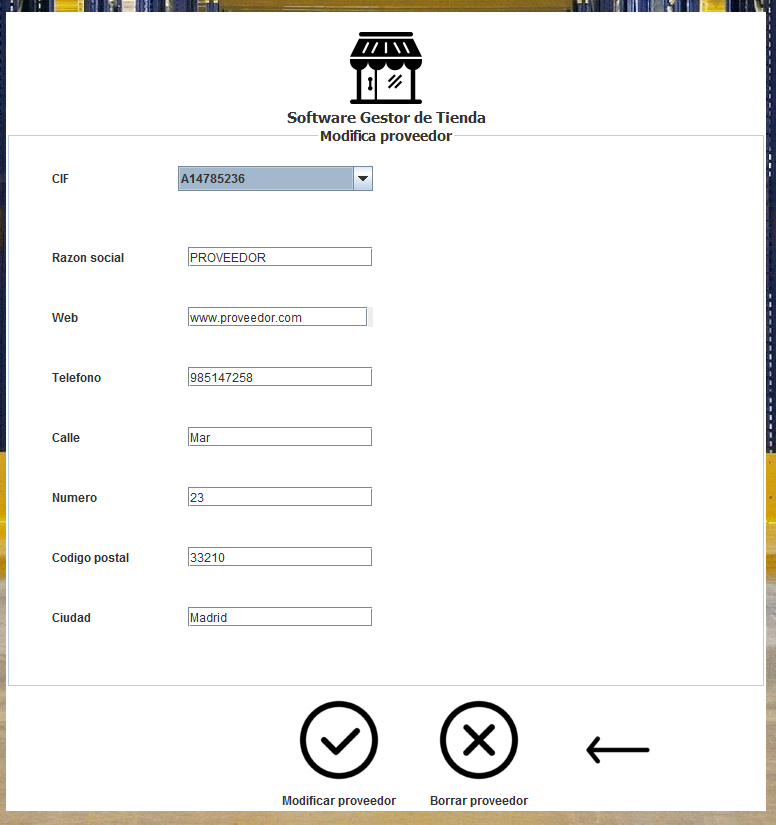 Software Gestor de Tienda
Modifica proveedor
CIF A14785236
Razon social PROVEEDOR
Web www.proveedor.com
Telefono 985147258
Calle Mar
Numero 23
Codigo postal 33210
Ciudad Madrid
Modificar proveedor Borrar proveedor